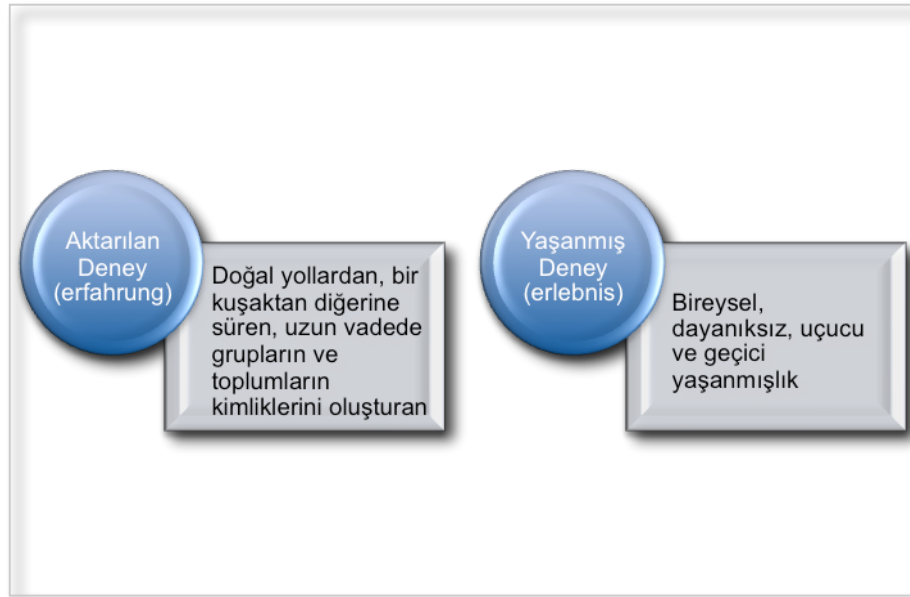 Aktarılan
Deney
(erfahrung)
Doğal yollardan, bir
kuşaktan diğerine
süren, uzun vadede
grupların ve
toplumların
kimliklerini oluşturan
Yaşanmış
Deney
(erlebnis)
Bireysel,
dayanıksız, uçucu
ve geçici
yaşanmışlık